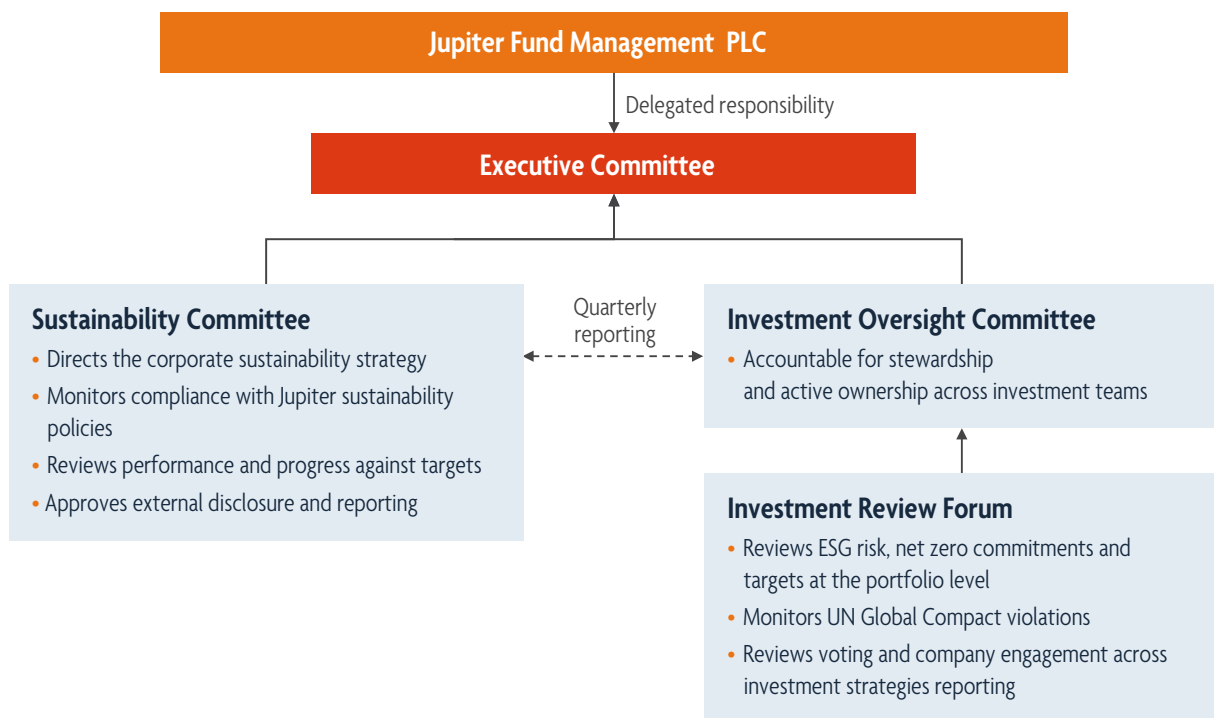 Jupiter Fund Management PLC
Delegated responsibility
Executive Committee
Sustainability Committee
• Directs the corporate sustainability strategy
• Monitors compliance with Jupiter sustainability
policies
• Reviews performance and progress against targets
• Approves external disclosure and reporting
Quarterly
reporting
Investment Oversight Committee
• Accountable for stewardship
and active ownership across investment teams
Investment Review Forum
• Reviews ESG risk, net zero commitments and
targets at the portfolio level
• Monitors UN Global Compact violations
• Reviews voting and company engagement across
investment strategies reporting